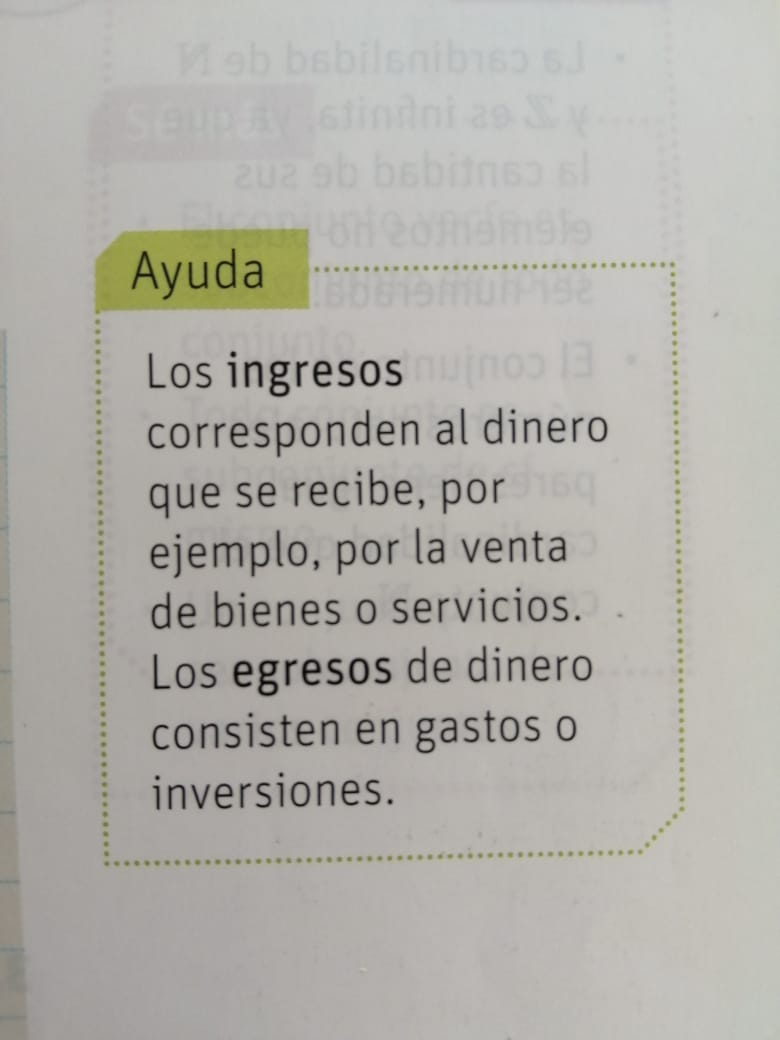 Ayuda
Los ingresos
corresponden al dinero
que se recibe, por
ejemplo, por la venta
de bienes o servicios.
Los egresos de dinero
consisten en gastos o
inversiones.